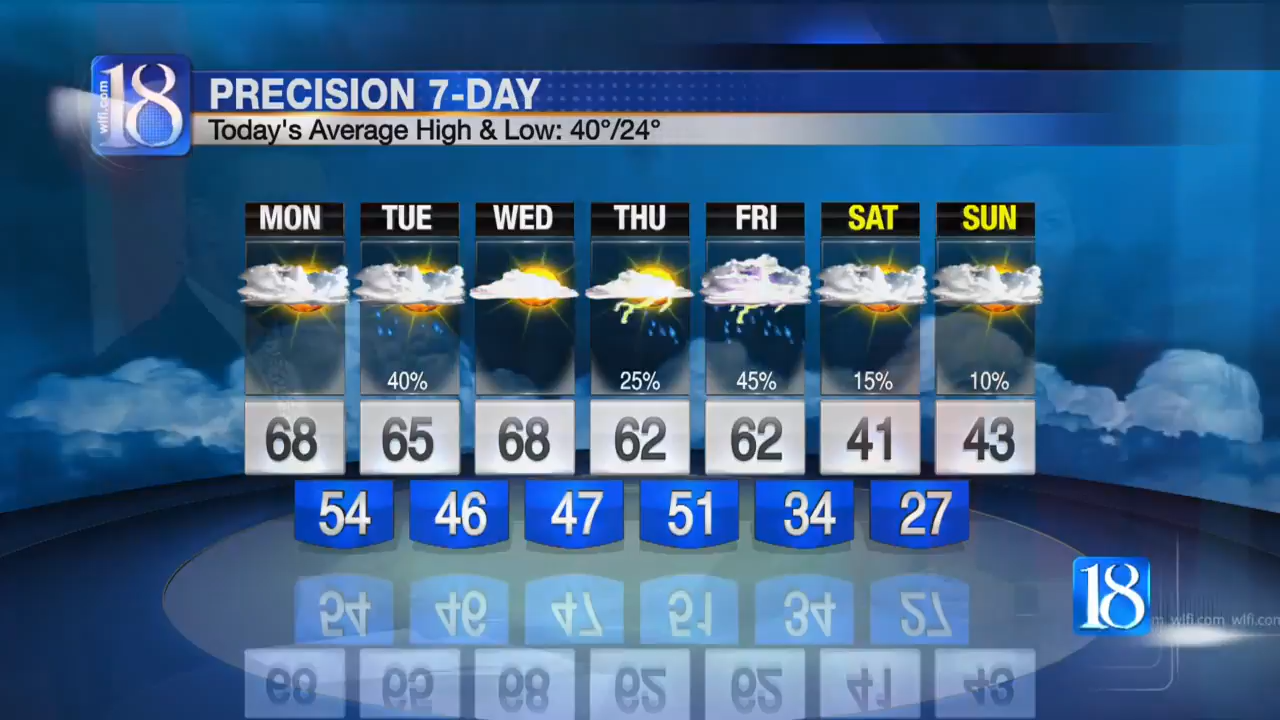 wlfi.com
18
PRECISION 7-DAY
Today's Average High & Low: 40°/24°
MON TUE WED THU FRI SAT SUN
40% 25% 45% 15% 10%
68 65 68 62 62 41 43
54 46 47 51 34 27
18
m wlfi.com wlfi.com